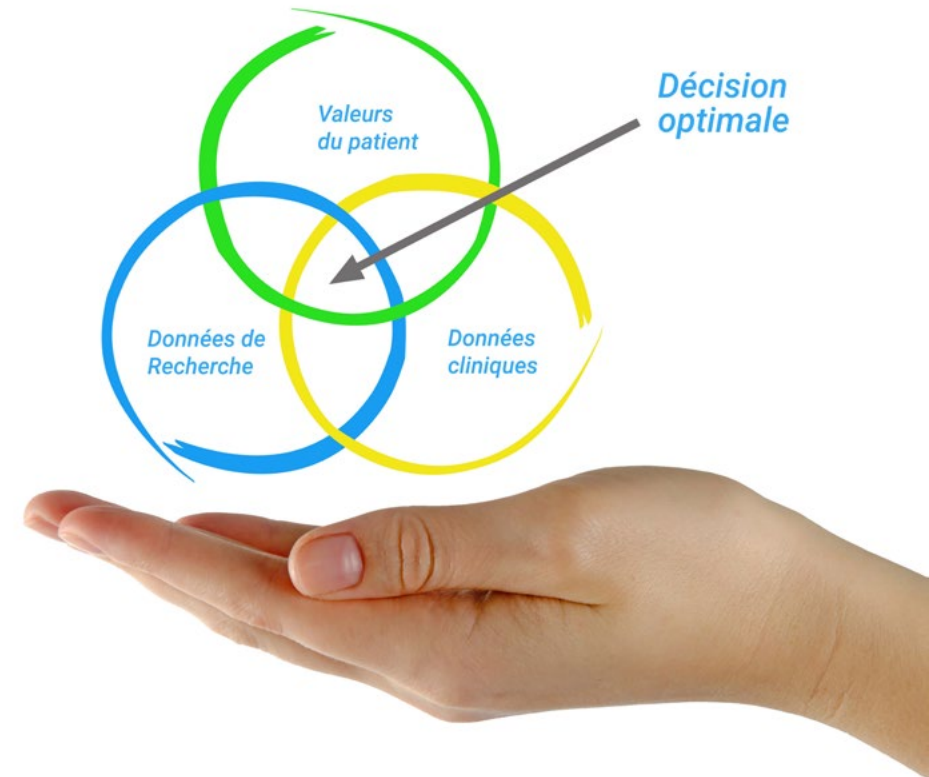 Décision
optimale
Valeurs
du patient
Données de
Recherche
Données
cliniques